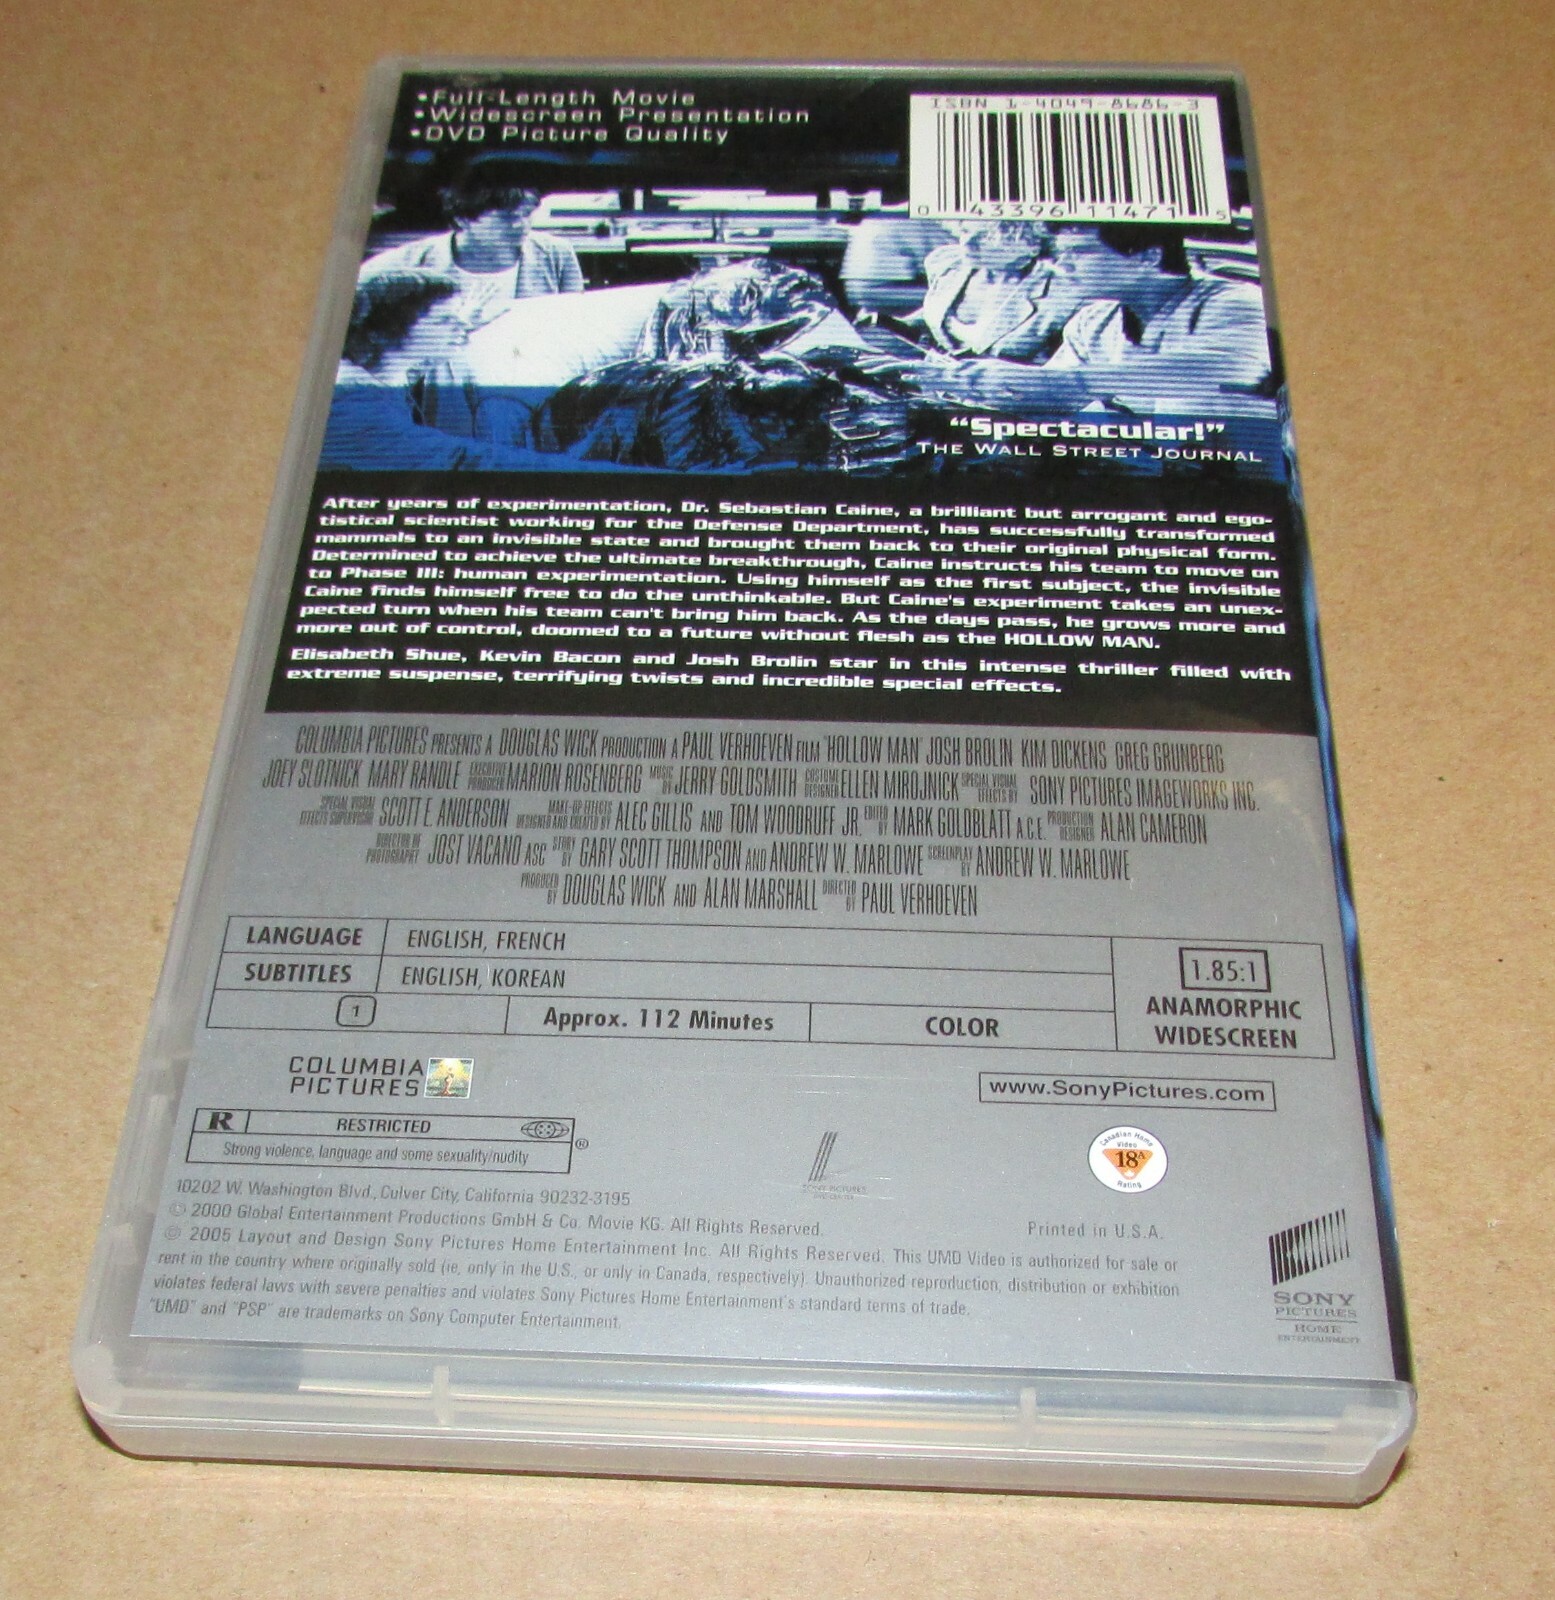 •Full-Length Movie
•Widescreen Presentation
•DVD Picture Quality
ISBN 1-4049-8686-3
0 43396 11471 5
"Spectacular!"
THE WALL STREET JOURNAL
After years of experimentation, Dr. Sebastian Caine, a brilliant but arrogant and ego-
tistical scientist working for the Defense Department, has successfully transformed
mammals to an invisible state and brought them back to their original physical form.
Determined to achieve the ultimate breakthrough, Caine instructs his team to move on
to Phase III: human experimentation. Using himself as the first subject, the invisible
Caine finds himself free to do the unthinkable. But Caine's experiment takes an unex-
pected turn when his team can't bring him back. As the days pass, he grows more and
more out of control, doomed to a future without flesh as the HOLLOW MAN.
Elisabeth Shue, Kevin Bacon and Josh Brolin star in this intense thriller filled with
extreme suspense, terrifying twists and incredible special effects.
COLUMBIA PICTURES PRESENTS A DOUGLAS WICK PRODUCTION A PAUL VERHOEVEN FILM "HOLLOW MAN" JOSH BROLIN KIM DICKENS GREG GRUNBERG
JOEY SLOTNICK MARY RANDLE EXECUTIVE PRODUCER MARION ROSENBERG MUSIC BY JERRY GOLDSMITH COSTUME DESIGNER ELLEN MIROJNICK SPECIAL VISUAL EFFECTS BY SONY PICTURES IMAGEWORKS INC.
SPECIAL VISUAL EFFECTS SUPERVISOR SCOTT E. ANDERSON MAKE-UP EFFECTS DESIGNED AND CREATED BY ALEC GILLIS AND TOM WOODRUFF JR. EDITED BY MARK GOLDBLATT A.C.E. PRODUCTION DESIGNER ALAN CAMERON
DIRECTOR OF PHOTOGRAPHY JOST VACANO ASC STORY BY GARY SCOTT THOMPSON AND ANDREW W. MARLOWE SCREENPLAY BY ANDREW W. MARLOWE
PRODUCED BY DOUGLAS WICK AND ALAN MARSHALL DIRECTED BY PAUL VERHOEVEN
LANGUAGE ENGLISH, FRENCH
SUBTITLES ENGLISH, KOREAN
1 Approx. 112 Minutes COLOR
1.85:1
ANAMORPHIC
WIDESCREEN
COLUMBIA
PICTURES
www.SonyPictures.com
R RESTRICTED ®
Strong violence, language and some sexuality/nudity
SONY PICTURES
DVD CENTER
Canadian Home
Video
18A
Rating
10202 W. Washington Blvd., Culver City, California 90232-3195
© 2000 Global Entertainment Productions GmbH & Co. Movie KG. All Rights Reserved.
Printed in U.S.A.
© 2005 Layout and Design Sony Pictures Home Entertainment Inc. All Rights Reserved. This UMD Video is authorized for sale or
rent in the country where originally sold (ie, only in the U.S., or only in Canada, respectively). Unauthorized reproduction, distribution or exhibition
violates federal laws with severe penalties and violates Sony Pictures Home Entertainment's standard terms of trade.
"UMD" and "PSP" are trademarks on Sony Computer Entertainment.
SONY
PICTURES
HOME
ENTERTAINMENT